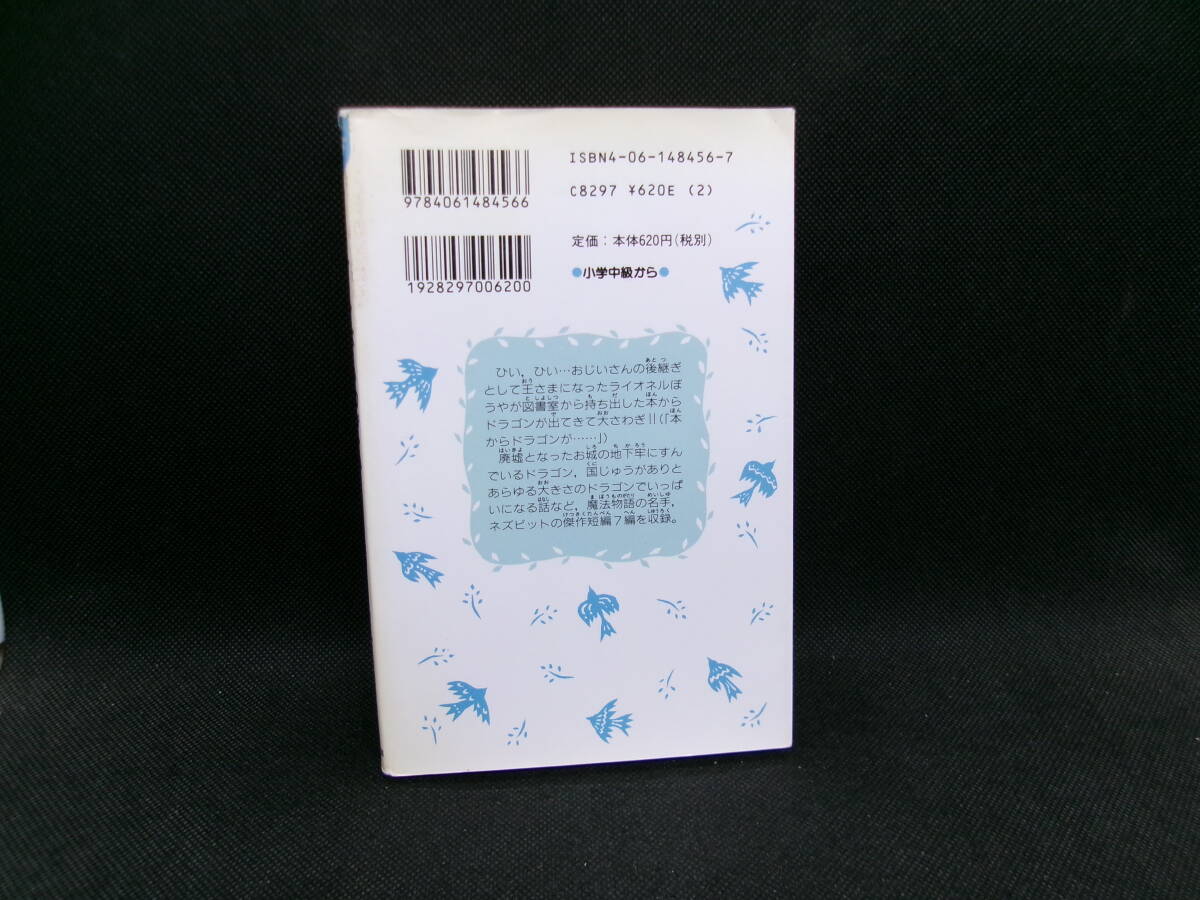 ISBN4-06-148456-7
9784061484566
C8297 ¥620E (2)
定価：本体620円(税別)
1928297006200
●小学中級から●
ひい，ひい…おじいさんの後継ぎ
として王さまになったライオネルぼ
うやが図書室から持ち出した本から
ドラゴンが出てきて大さわぎ‖(「本
からドラゴンが……」)
廃墟となったお城の地下牢にすん
でいるドラゴン，国じゅうがありと
あらゆる大きさのドラゴンでいっぱ
いになる話など，魔法物語の名手，
ネズビットの傑作短編7編を収録。